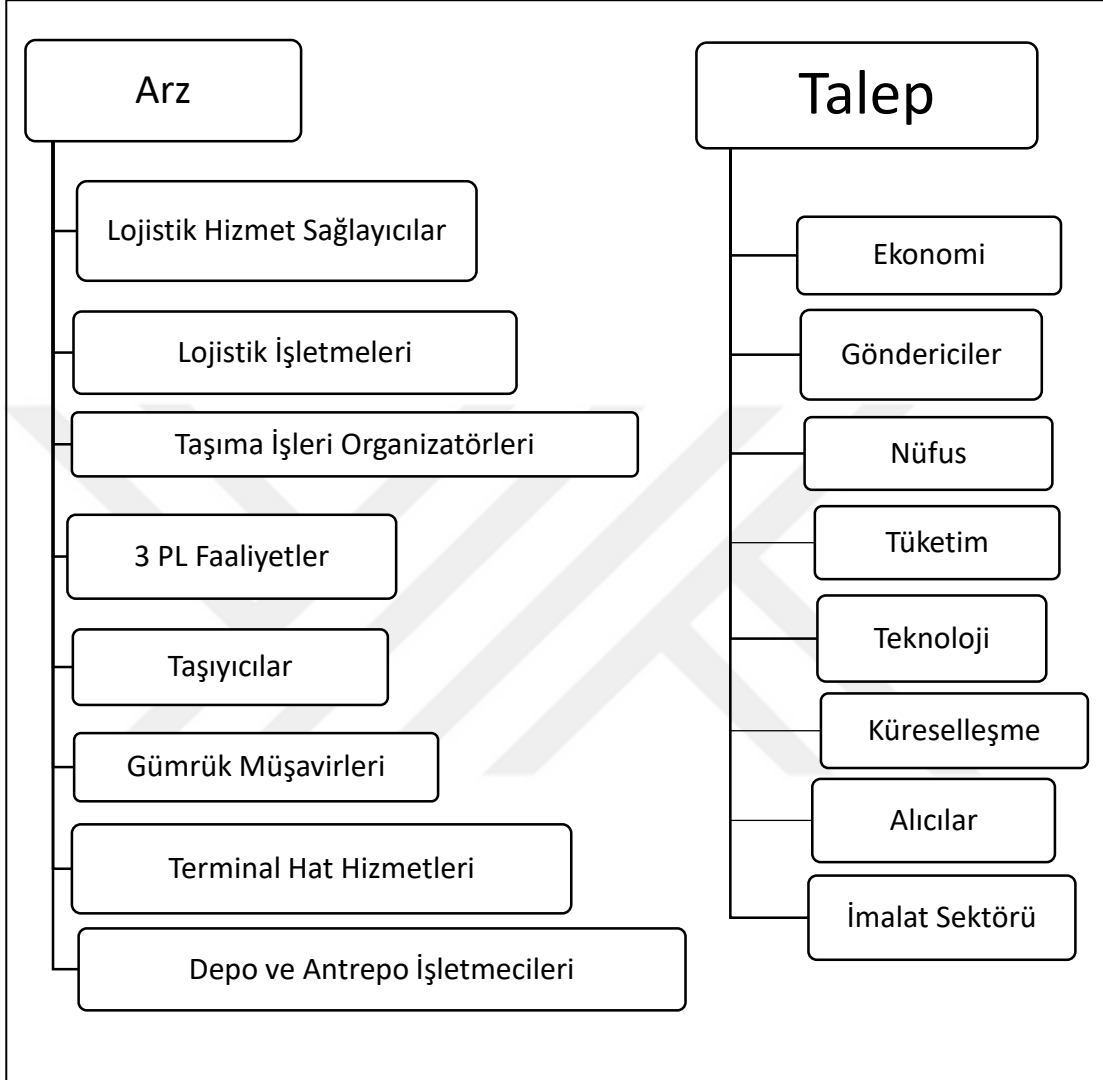 Arz
Lojistik Hizmet Sağlayıcılar
Lojistik İşletmeleri
Taşıma İşleri Organizatörleri
3 PL Faaliyetler
Taşıyıcılar
Gümrük Müşavirleri
Terminal Hat Hizmetleri
Depo ve Antrepo İşletmecileri
Talep
Ekonomi
Göndericiler
Nüfus
Tüketim
Teknoloji
Küreselleşme
Alıcılar
İmalat Sektörü